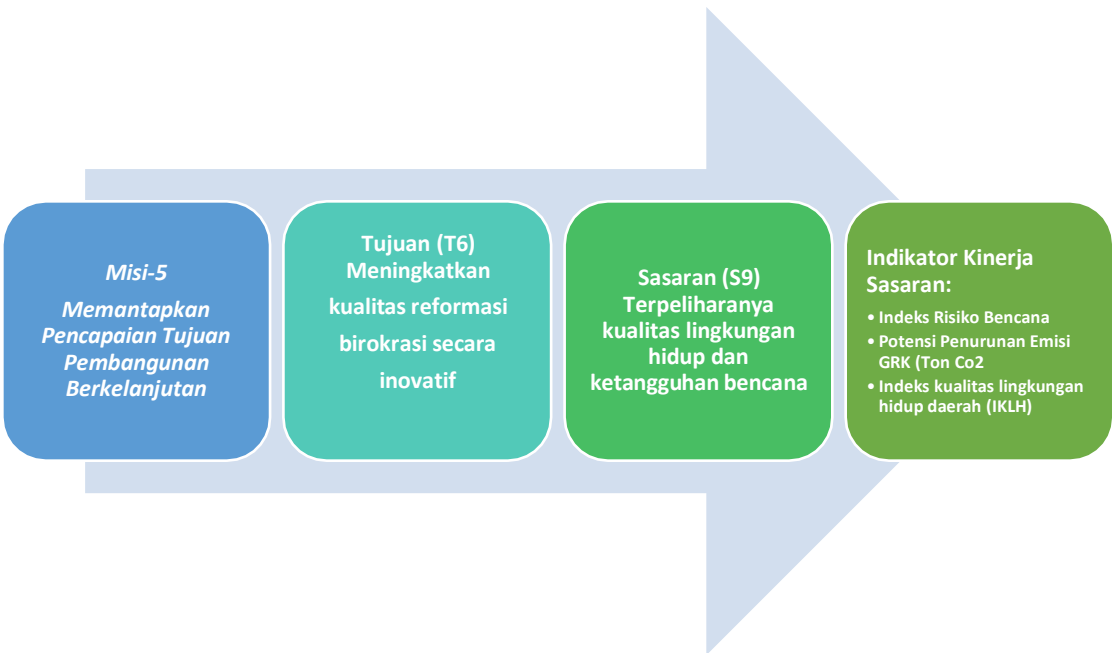 Misi-5
Memantapkan
Pencapaian Tujuan
Pembangunan
Berkelanjutan
Tujuan (T6)
Meningkatkan
kualitas reformasi
birokrasi secara
inovatif
Sasaran (S9)
Terpeliharanya
kualitas lingkungan
hidup dan
ketangguhan bencana
Indikator Kinerja
Sasaran:
• Indeks Risiko Bencana
• Potensi Penurunan Emisi
GRK (Ton Co2
• Indeks kualitas lingkungan
hidup daerah (IKLH)